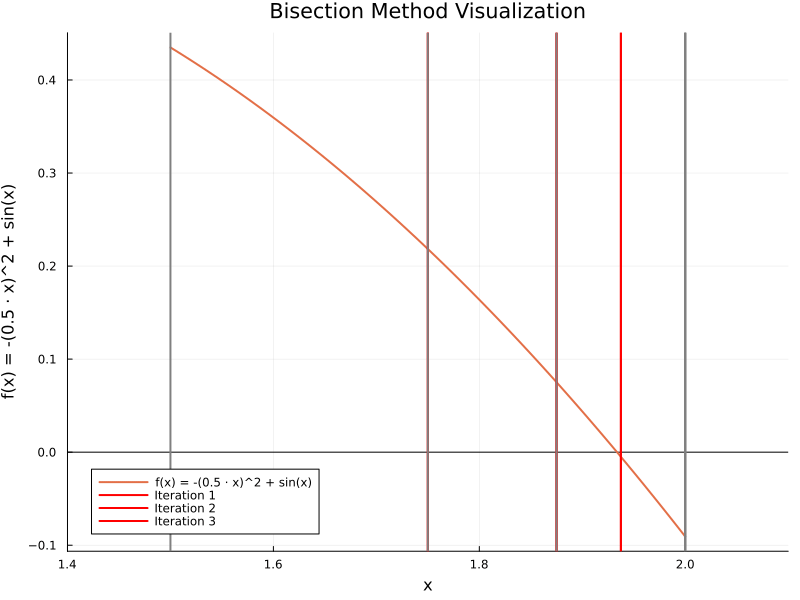 Bisection Method Visualization
f(x) = -(0.5 · x)^2 + sin(x)
0.4
0.3
0.2
0.1
0.0
−0.1
f(x) = -(0.5 · x)^2 + sin(x)
Iteration 1
Iteration 2
Iteration 3
1.4
1.6
1.8
2.0
x